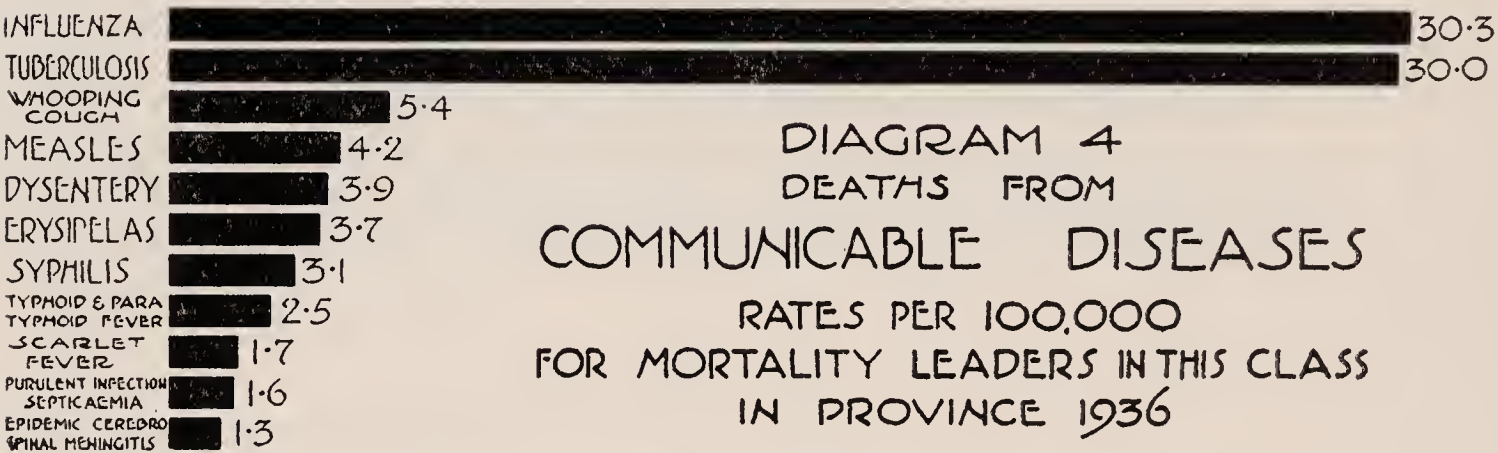 INFLUENZA 30·3
TUBERCULOSIS 30·0
WHOOPING
COUGH 5·4
MEASLES 4·2
DYSENTERY 3·9
ERYSIPELAS 3·7
SYPHILIS 3·1
TYPHOID & PARA
TYPHOID FEVER 2·5
SCARLET
FEVER 1·7
PURULENT INFECTION
SEPTICAEMIA 1·6
EPIDEMIC CEREBRO
SPINAL MENINGITIS 1·3
DIAGRAM 4
DEATHS FROM
COMMUNICABLE DISEASES
RATES PER 100,000
FOR MORTALITY LEADERS IN THIS CLASS
IN PROVINCE 1936